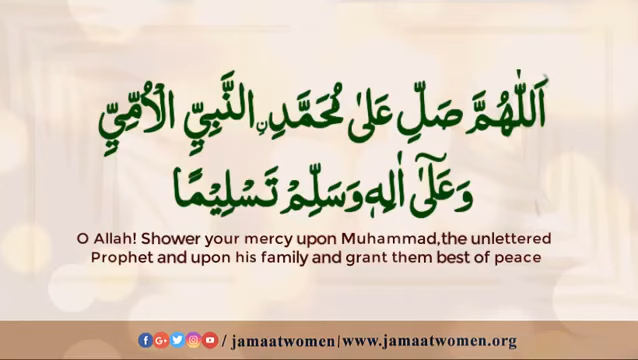 اَللّٰهُمَّ صَلِّ عَلٰى مُحَمَّدِ نِ النَّبِيِّ الْاُمِّيِّ
وَعَلٰٓى اٰلِهٖ وَسَلِّمْ تَسْلِيْمًا
O Allah! Shower your mercy upon Muhammad,the unlettered
Prophet and upon his family and grant them best of peace
/ jamaatwomen/www.jamaatwomen.org